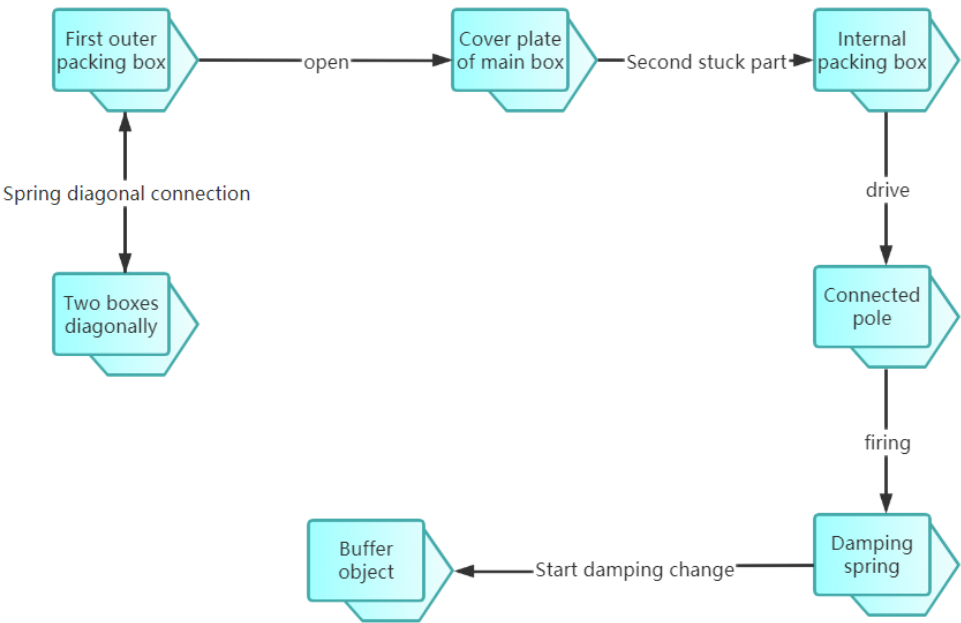 First outer
packing box
open
Cover plate
of main box
Second stuck part
Internal
packing box
Spring diagonal connection
drive
Two boxes
diagonally
Connected
pole
firing
Buffer
object
Start damping change
Damping
spring